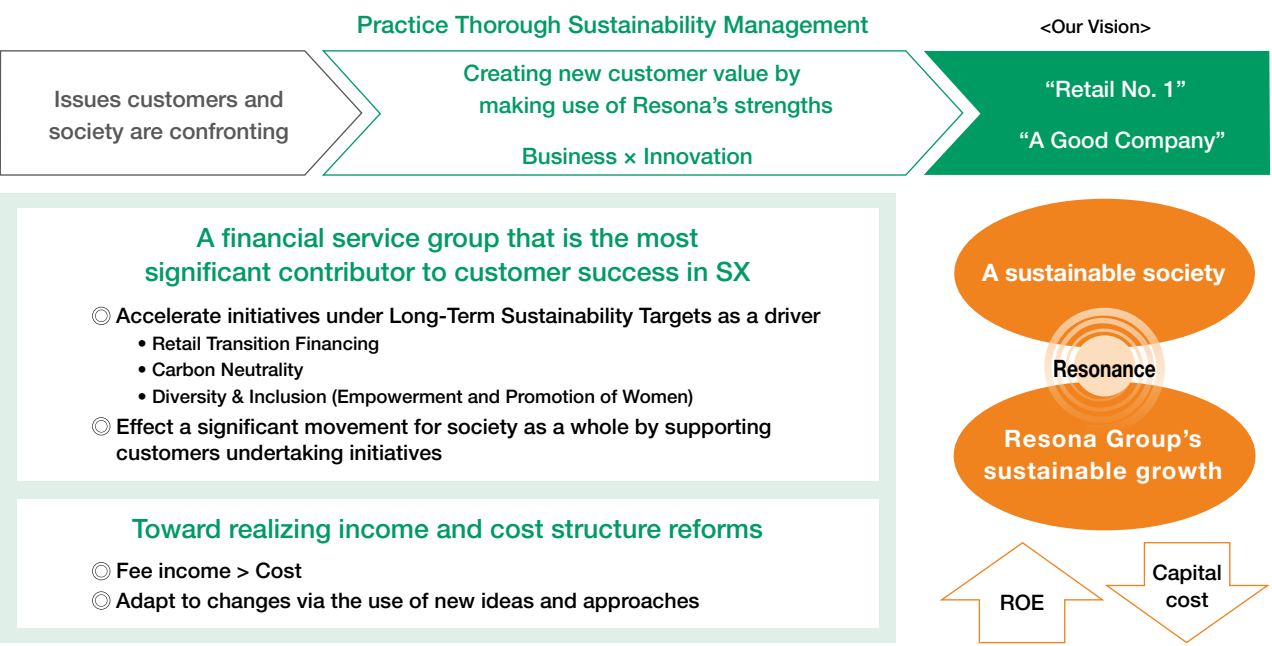 Practice Thorough Sustainability Management
<Our Vision>
Issues customers and
society are confronting
Creating new customer value by
making use of Resona's strengths
Business × Innovation
“Retail No. 1”
“A Good Company”
A financial service group that is the most
significant contributor to customer success in SX
◎ Accelerate initiatives under Long-Term Sustainability Targets as a driver
• Retail Transition Financing
• Carbon Neutrality
• Diversity & Inclusion (Empowerment and Promotion of Women)
◎ Effect a significant movement for society as a whole by supporting
customers undertaking initiatives
Toward realizing income and cost structure reforms
◎ Fee income > Cost
◎ Adapt to changes via the use of new ideas and approaches
A sustainable society
Resonance
Resona Group's
sustainable growth
ROE
Capital
cost